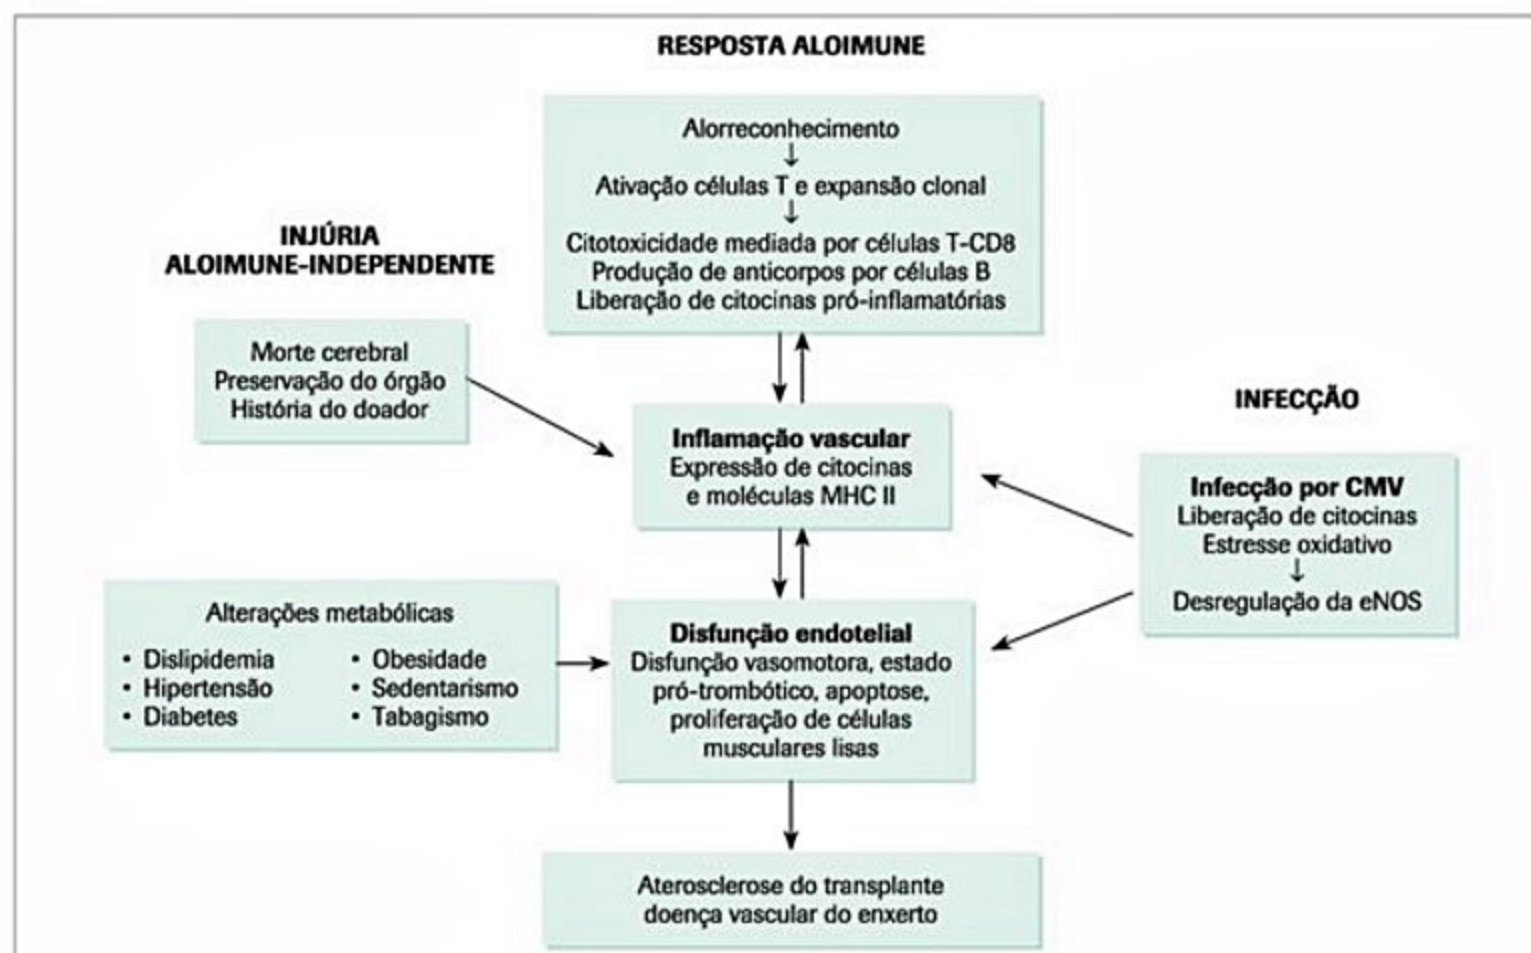 RESPOSTA ALOIMUNE
Alorreconhecimento
↓
Ativação células T e expansão clonal
↓
Citotoxicidade mediada por células T-CD8
Produção de anticorpos por células B
Liberação de citocinas pró-inflamatórias
INJÚRIA
ALOIMUNE-INDEPENDENTE
Morte cerebral
Preservação do órgão
História do doador
Inflamação vascular
Expressão de citocinas
e moléculas MHC II
INFECÇÃO
Infecção por CMV
Liberação de citocinas
Estresse oxidativo
↓
Desregulação da eNOS
Alterações metabólicas
• Dislipidemia
• Hipertensão
• Diabetes
• Obesidade
• Sedentarismo
• Tabagismo
Disfunção endotelial
Disfunção vasomotora, estado
pró-trombótico, apoptose,
proliferação de células
musculares lisas
Aterosclerose do transplante
doença vascular do enxerto